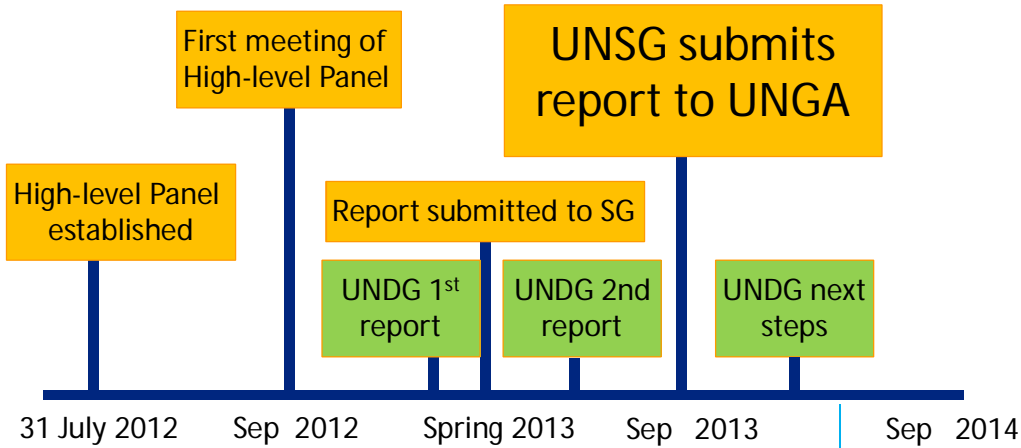 First meeting of
High-level Panel
UNSG submits
report to UNGA
High-level Panel
established
Report submitted to SG
UNDG 1st
report
UNDG 2nd
report
UNDG next
steps
31 July 2012
Sep 2012
Spring 2013
Sep 2013
Sep 2014